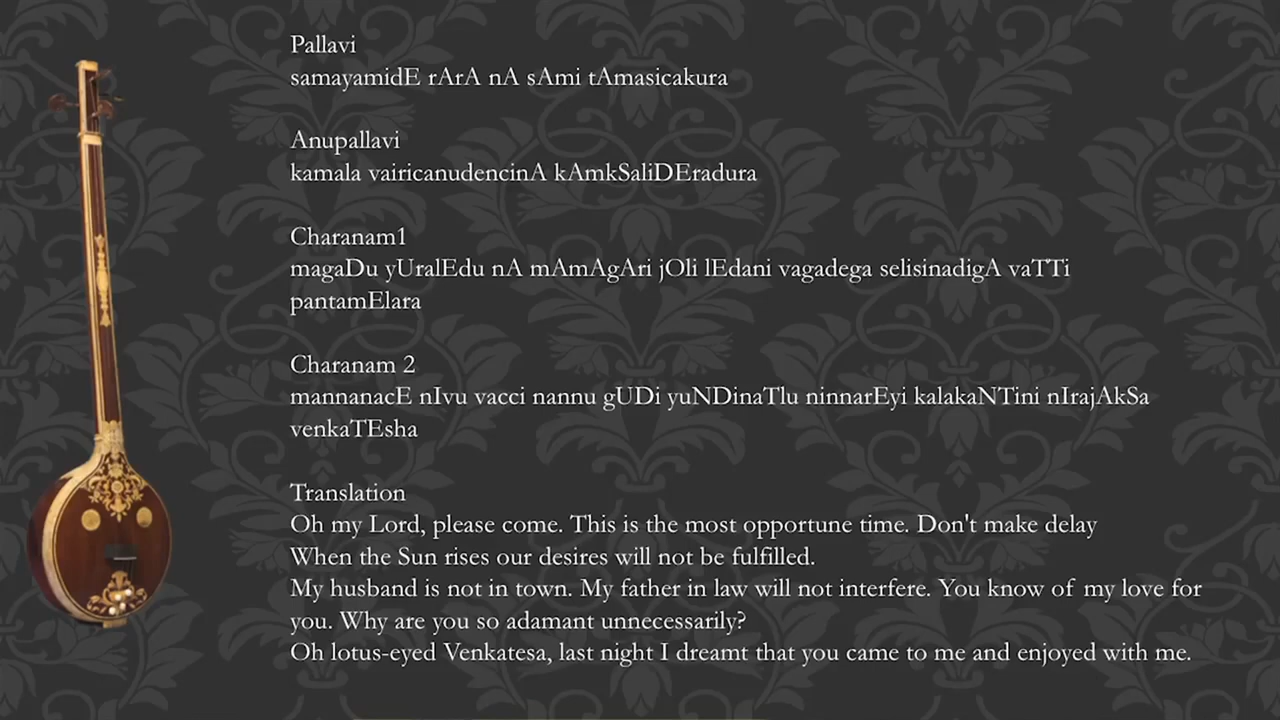 Pallavi
samayamidE rArA nA sAmi tAmasicakura
Anupallavi
kamala vairicanudencinA kAmkSaliDEradura
Charanam1
magaDu yUralEdu nA mAmAgAri jOli lEdani vagadega selisinadigA vaTTi
pantamElara
Charanam 2
mannanacE nIvu vacci nannu gUDi yuNDinaTlu ninnarEyi kalakaNTini nIrajAkSa
venkaTEsha
Translation
Oh my Lord, please come. This is the most opportune time. Don't make delay
When the Sun rises our desires will not be fulfilled.
My husband is not in town. My father in law will not interfere. You know of my love for
you. Why are you so adamant unnecessarily?
Oh lotus-eyed Venkatesa, last night I dreamt that you came to me and enjoyed with me.